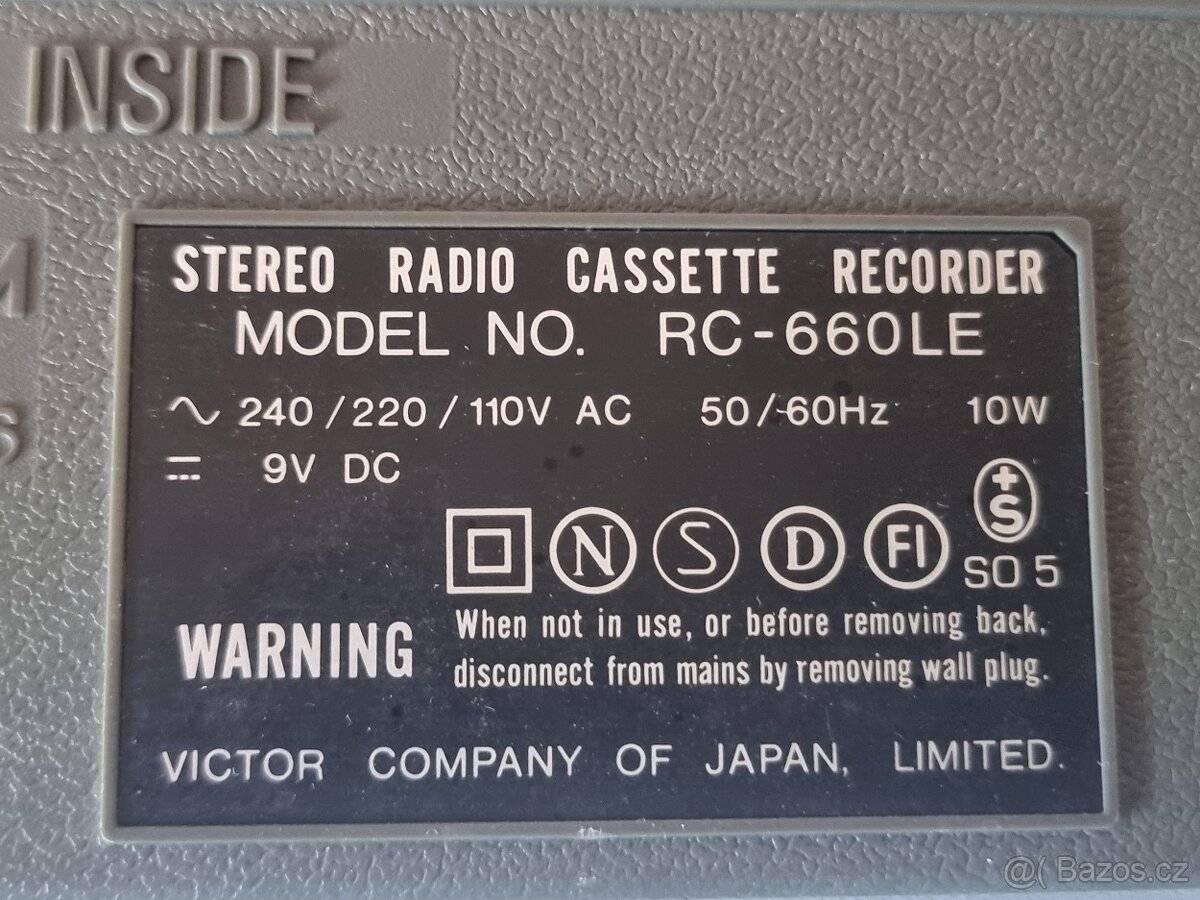 INSIDE
M
S
STEREO RADIO CASSETTE RECORDER
MODEL NO. RC-660LE
~ 240/220/110V AC 50/60Hz 10W
⎓ 9V DC
+S
N S D FI SO 5
WARNING When not in use, or before removing back,
disconnect from mains by removing wall plug.
VICTOR COMPANY OF JAPAN, LIMITED.
@( Bazos.cz